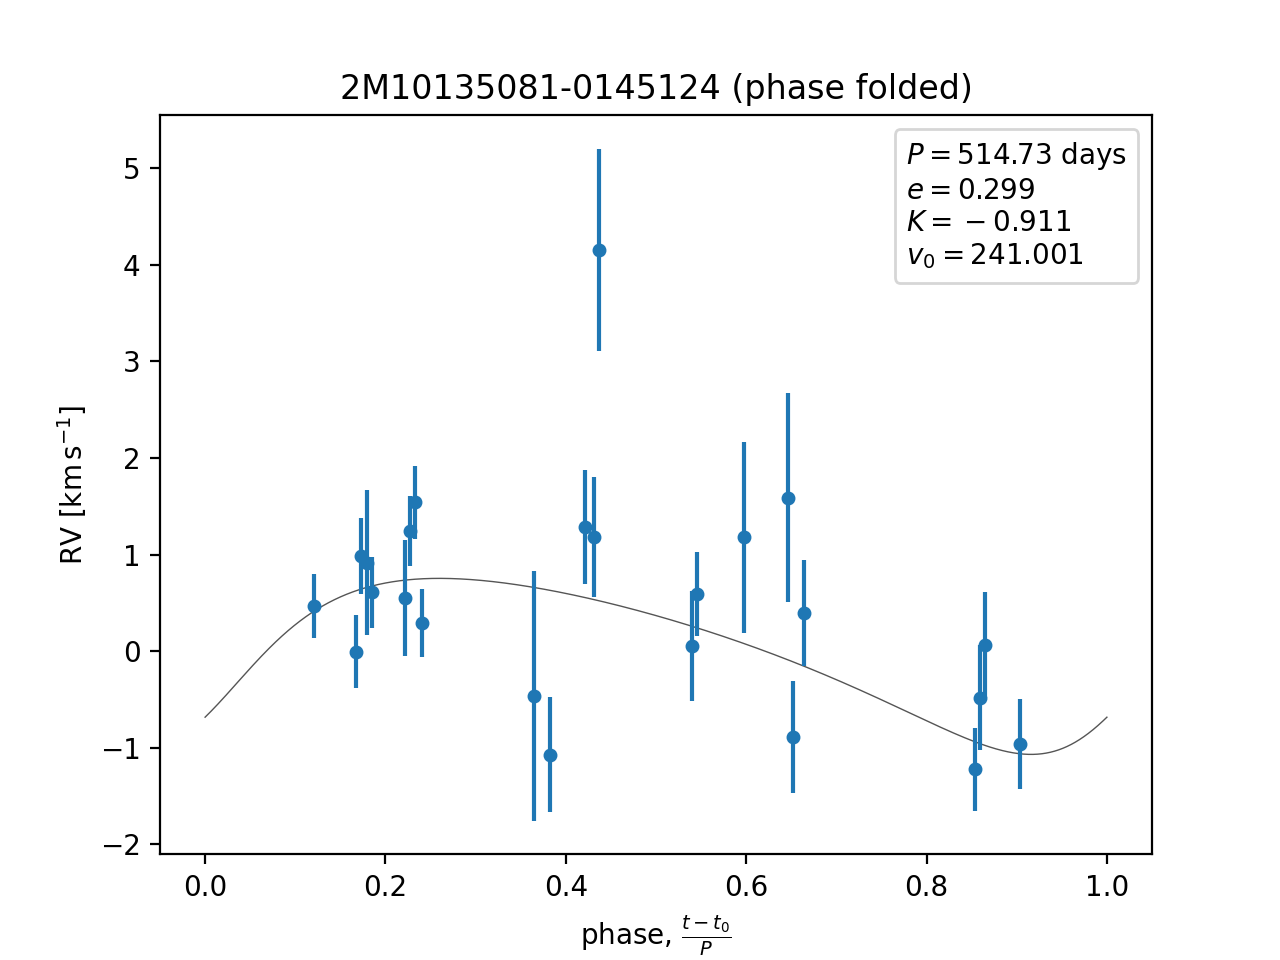 2M10135081-0145124 (phase folded)
P = 514.73 days
e = 0.299
K = −0.911
v₀ = 241.001
RV [km s⁻¹]
5
4
3
2
1
0
−1
−2
0.0 0.2 0.4 0.6 0.8 1.0
phase, (t − t₀)/P